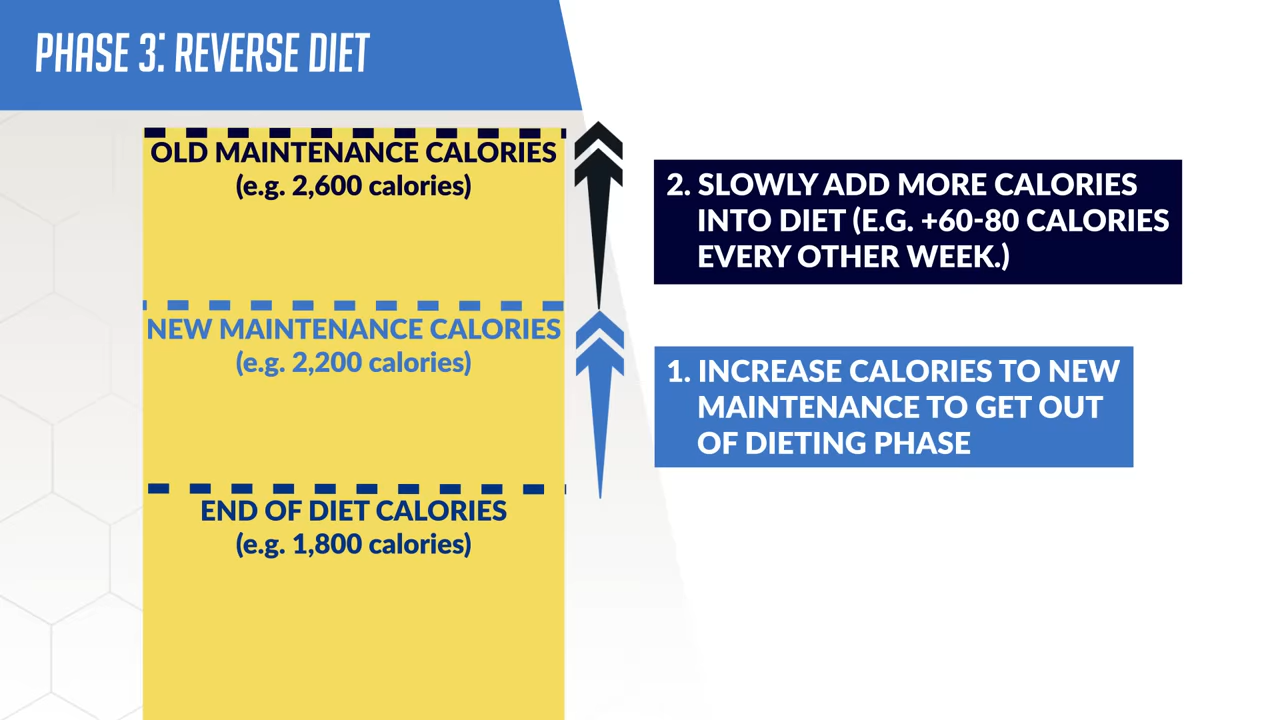 PHASE 3: REVERSE DIET
OLD MAINTENANCE CALORIES
(e.g. 2,600 calories)
2. SLOWLY ADD MORE CALORIES
INTO DIET (E.G. +60-80 CALORIES
EVERY OTHER WEEK.)
NEW MAINTENANCE CALORIES
(e.g. 2,200 calories)
1. INCREASE CALORIES TO NEW
MAINTENANCE TO GET OUT
OF DIETING PHASE
END OF DIET CALORIES
(e.g. 1,800 calories)